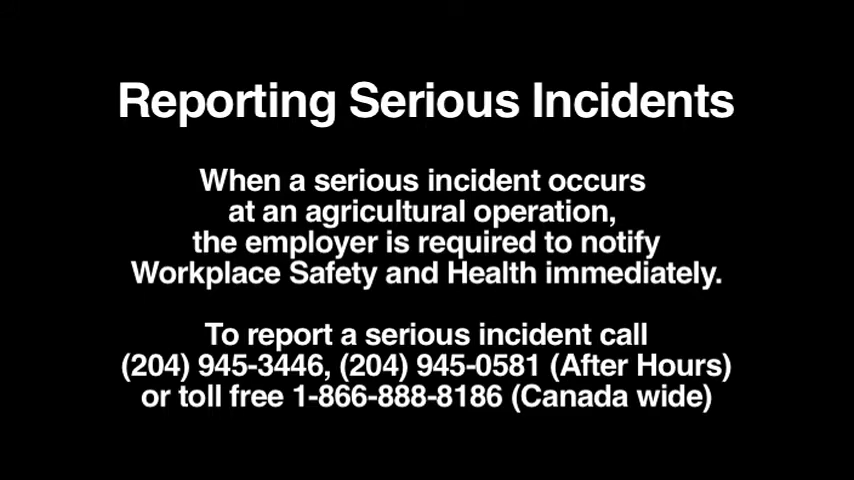 Reporting Serious Incidents
When a serious incident occurs
at an agricultural operation,
the employer is required to notify
Workplace Safety and Health immediately.
To report a serious incident call
(204) 945-3446, (204) 945-0581 (After Hours)
or toll free 1-866-888-8186 (Canada wide)